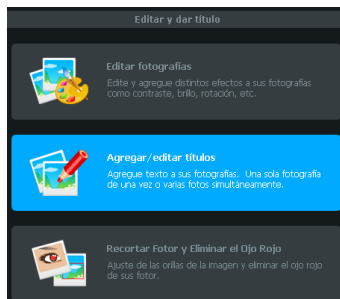 Editar y dar título
Editar fotografías
Edite y agregue distintos efectos a sus fotografías
como contraste, brillo, rotación, etc.
Agregar/editar títulos
Agregue texto a sus fotografías. Una sola fotografía
de una vez o varias fotos simultáneamente.
Recortar Fotor y Eliminar el Ojo Rojo
Ajuste de las orillas de la imagen y eliminar el ojo rojo
de sus fotor.